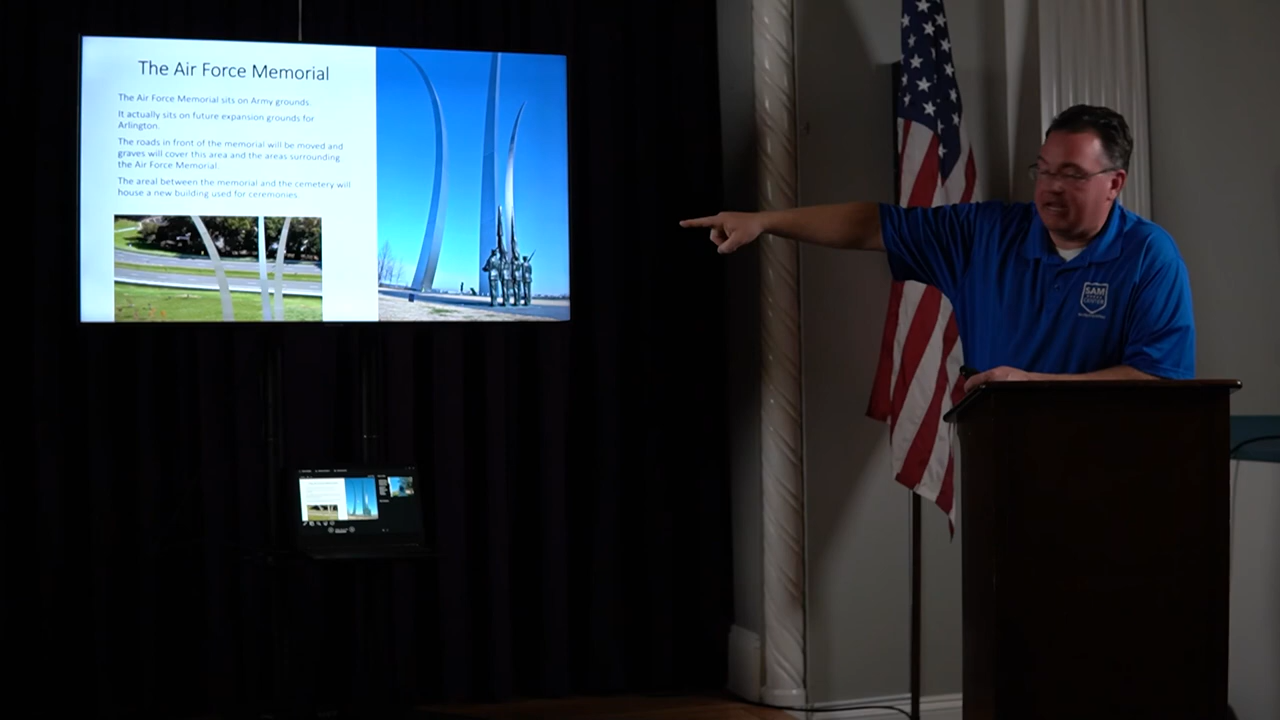 The Air Force Memorial
The Air Force Memorial sits on Army grounds.
It actually sits on future expansion grounds for
Arlington.
The roads in front of the memorial will be moved and
graves will cover this area and the areas surrounding
the Air Force Memorial.
The areal between the memorial and the cemetery will
house a new building used for ceremonies.
SAM
CENTER